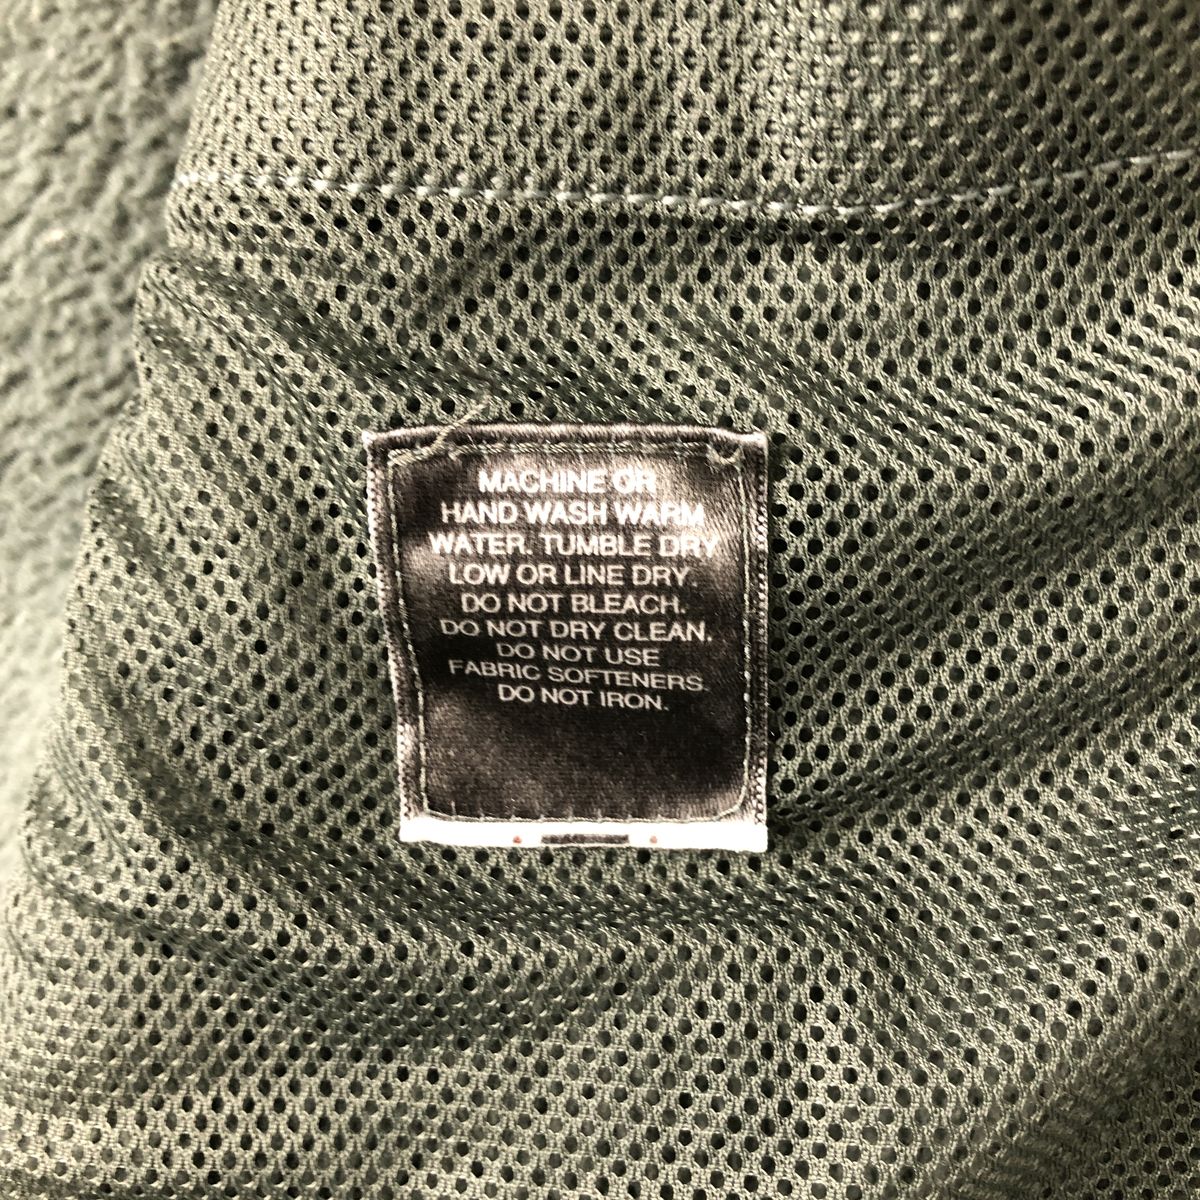 MACHINE OR
HAND WASH WARM
WATER. TUMBLE DRY
LOW OR LINE DRY.
DO NOT BLEACH.
DO NOT DRY CLEAN.
DO NOT USE
FABRIC SOFTENERS.
DO NOT IRON.